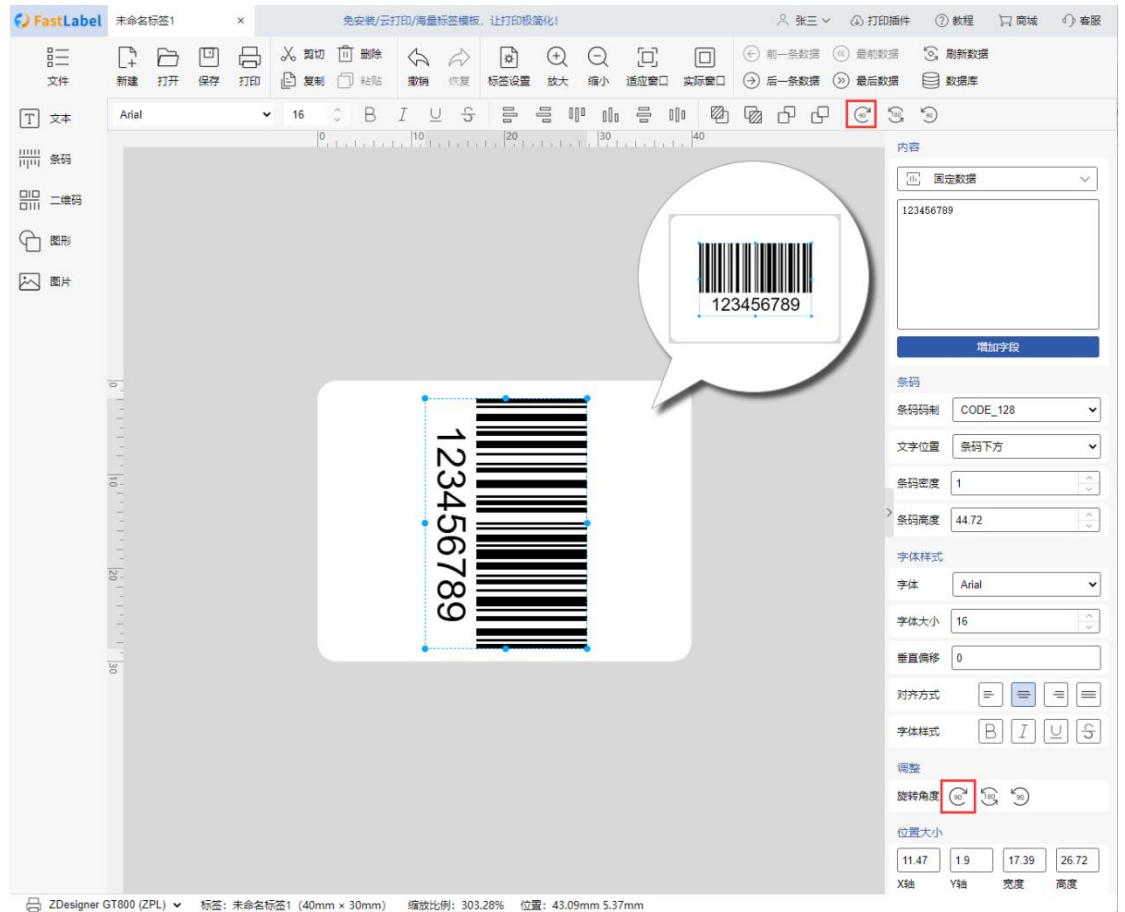 FastLabel 未命名标签1 × 免安装/云打印/海量标签模板，让打印极简化! 张三 打印插件 教程 商城 客服
文件 新建 打开 保存 打印 剪切 复制 删除 粘贴 撤销 恢复 标签设置 放大 缩小 适应窗口 实际窗口 前一条数据 后一条数据 最前数据 最后数据 刷新数据 数据库
Arial 16 B I U S 90 180 90
文本
条码
二维码
图形
图片
0 10 20 30 40
0
10
20
30
123456789
123456789
内容
固定数据
123456789
增加字段
条码
条码码制 CODE_128
文字位置 条码下方
条码密度 1
条码高度 44.72
字体样式
字体 Arial
字体大小 16
垂直偏移 0
对齐方式
字体样式 B I U S
调整
旋转角度 90 180 90
位置大小
11.47 1.9 17.39 26.72
X轴 Y轴 宽度 高度
ZDesigner GT800 (ZPL) 标签: 未命名标签1 (40mm × 30mm) 缩放比例: 303.28% 位置: 43.09mm 5.37mm